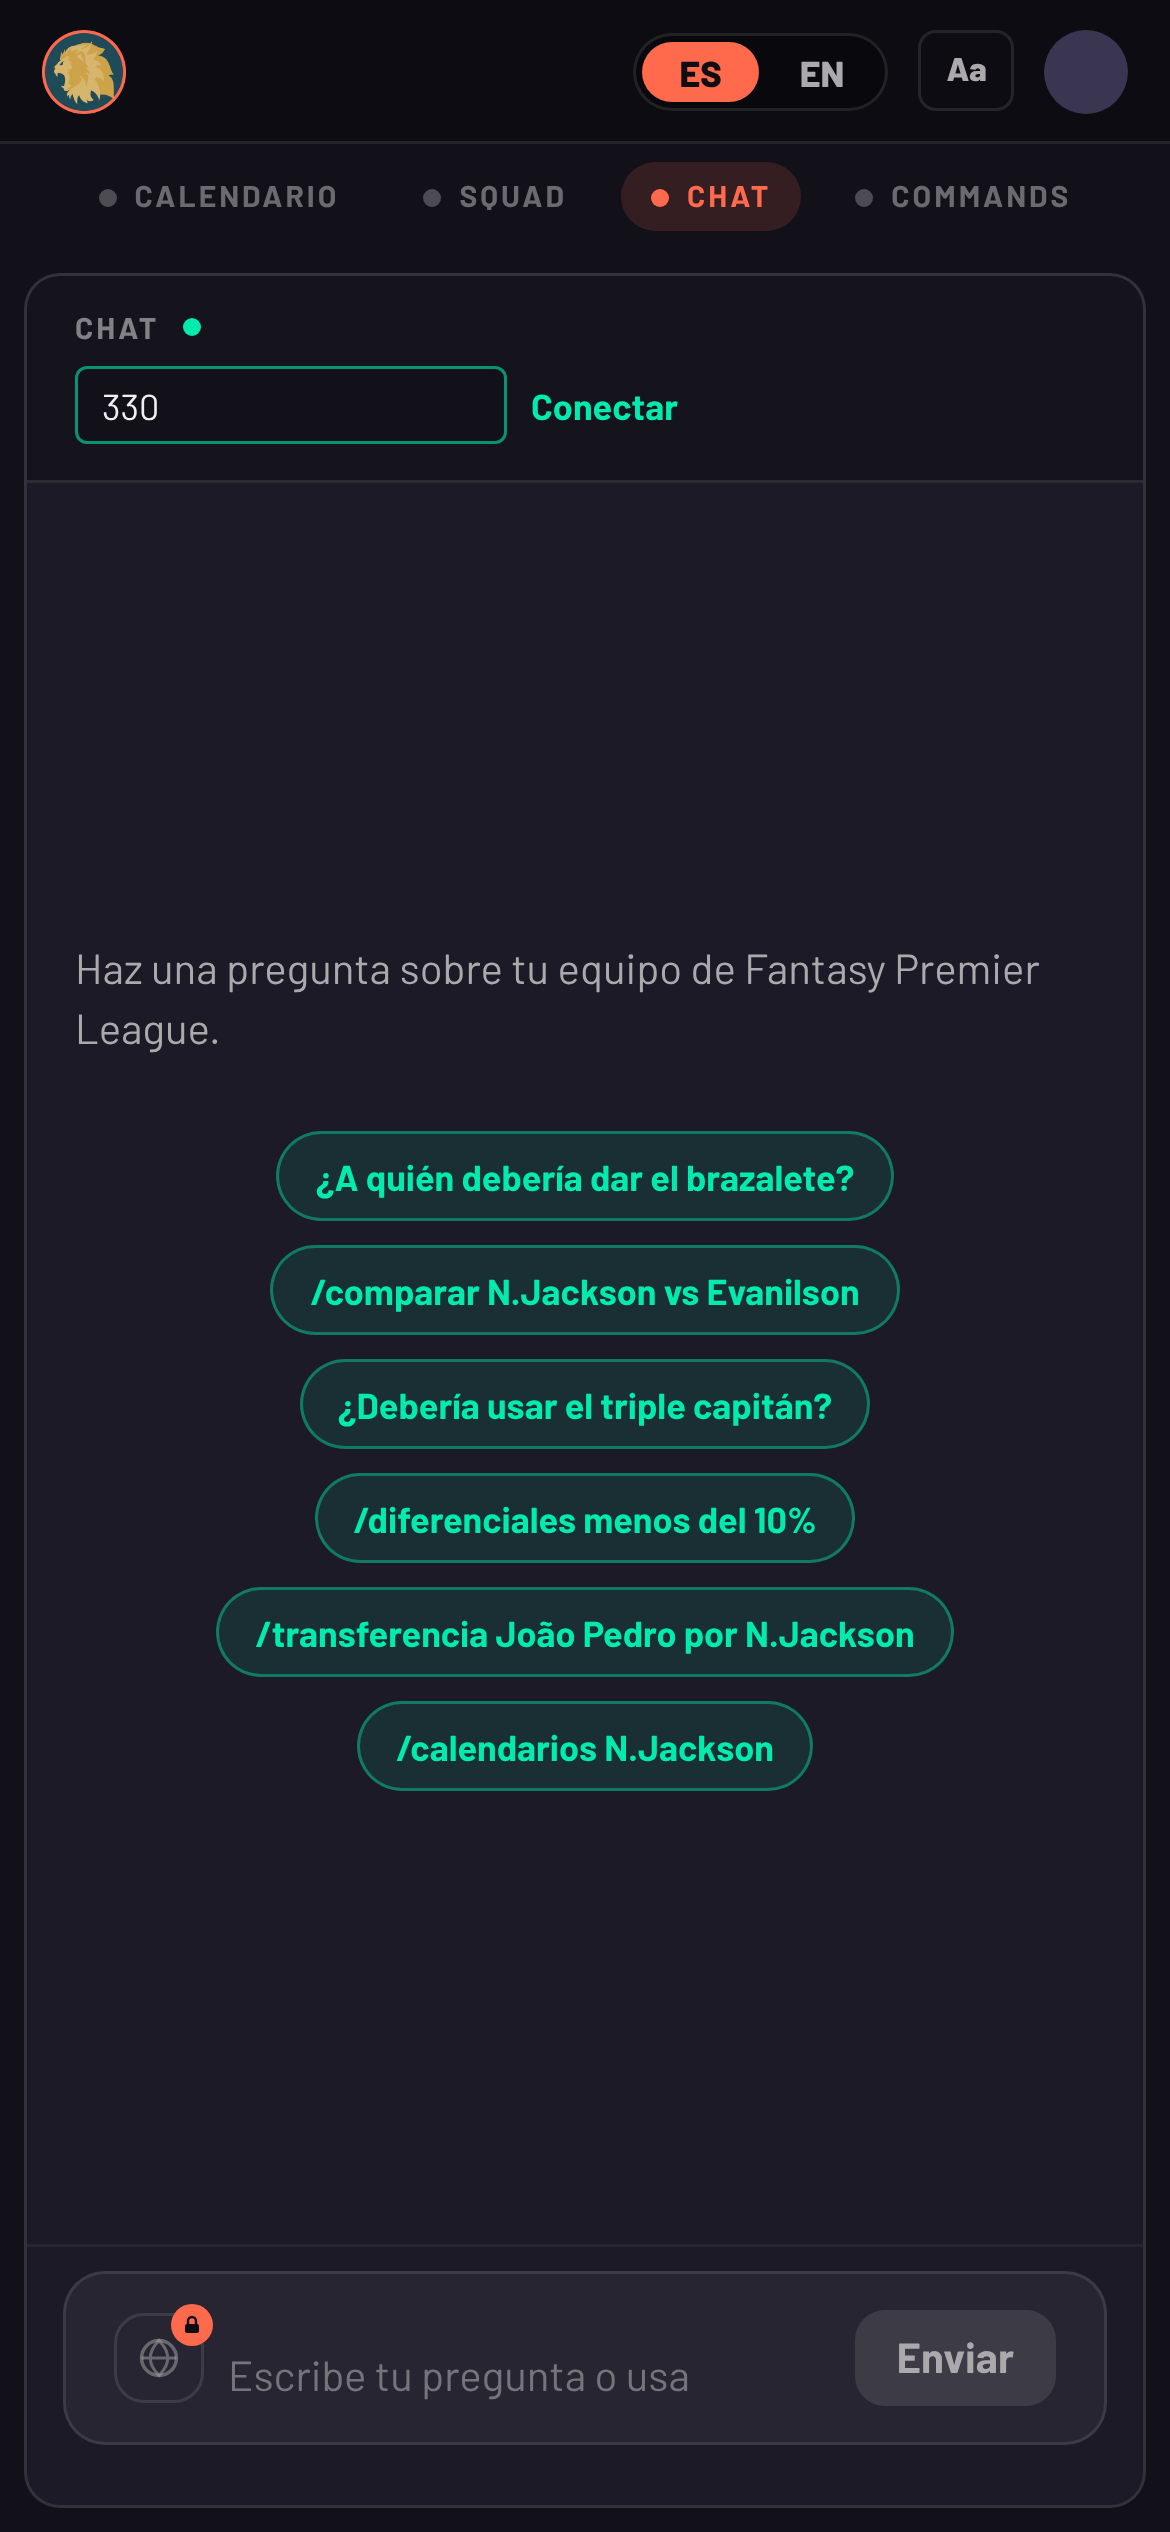 ES EN Aa
CALENDARIO SQUAD CHAT COMMANDS
CHAT
330 Conectar
Haz una pregunta sobre tu equipo de Fantasy Premier
League.
¿A quién debería dar el brazalete?
/comparar N.Jackson vs Evanilson
¿Debería usar el triple capitán?
/diferenciales menos del 10%
/transferencia João Pedro por N.Jackson
/calendarios N.Jackson
Escribe tu pregunta o usa Enviar